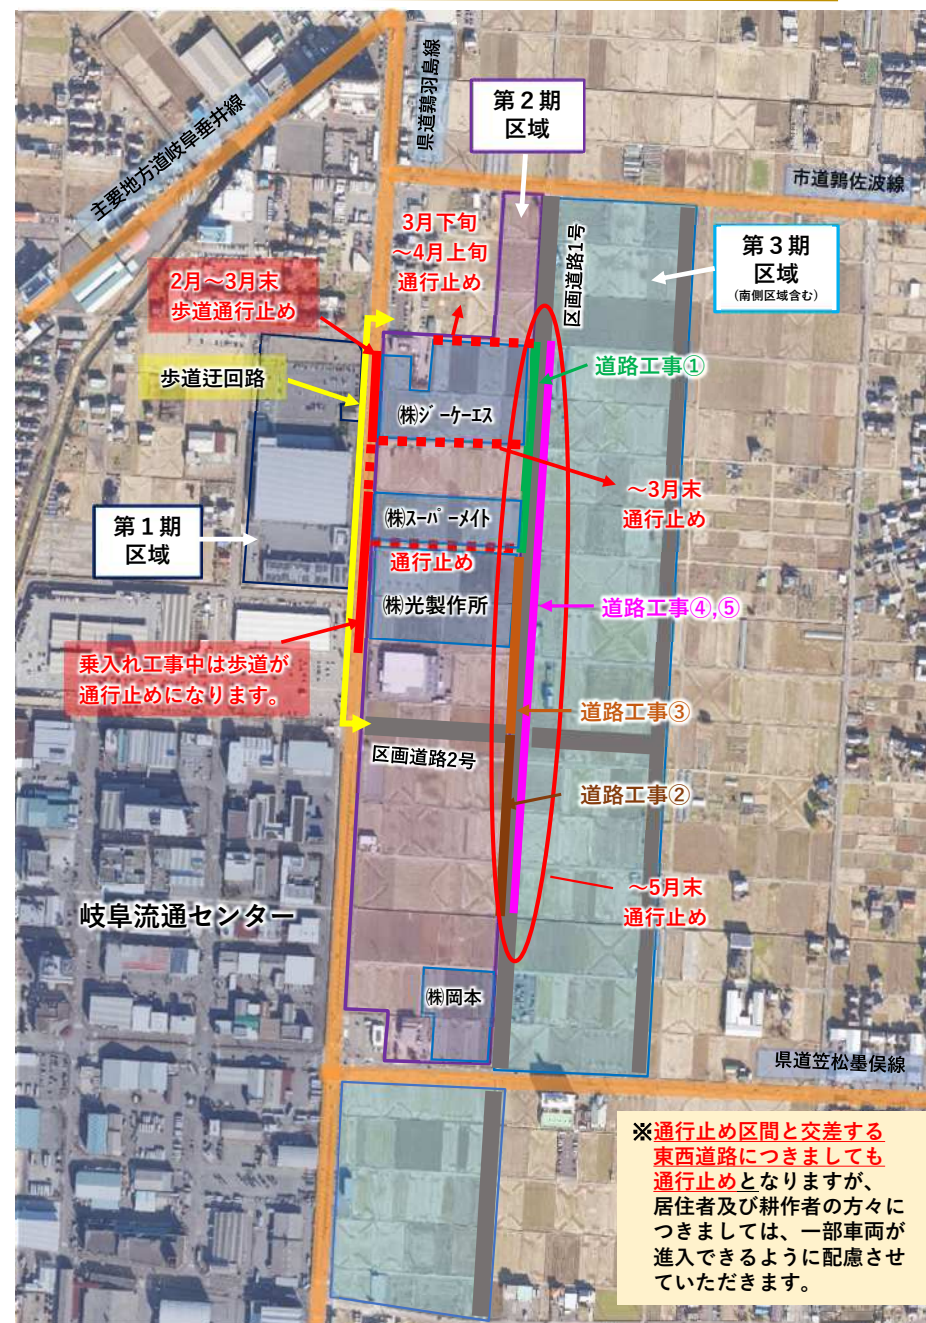 主要地方道岐阜垂井線
県道鶉羽島線
第２期
区域
市道鶉佐波線
3月下旬
～4月上旬
通行止め
区画道路1号
第３期
区域
(南側区域含む)
2月～3月末
歩道通行止め
歩道迂回路
道路工事①
㈱ｼﾞｰｹｰｴｽ
～3月末
通行止め
第１期
区域
㈱ｽｰﾊﾟｰﾒｲﾄ
通行止め
㈱光製作所
道路工事④,⑤
乗入れ工事中は歩道が
通行止めになります。
道路工事③
区画道路2号
道路工事②
～5月末
通行止め
岐阜流通センター
㈱岡本
県道笠松墨俣線
※通行止め区間と交差する
東西道路につきましても
通行止めとなりますが、
居住者及び耕作者の方々に
つきましては、一部車両が
進入できるように配慮させ
ていただきます。